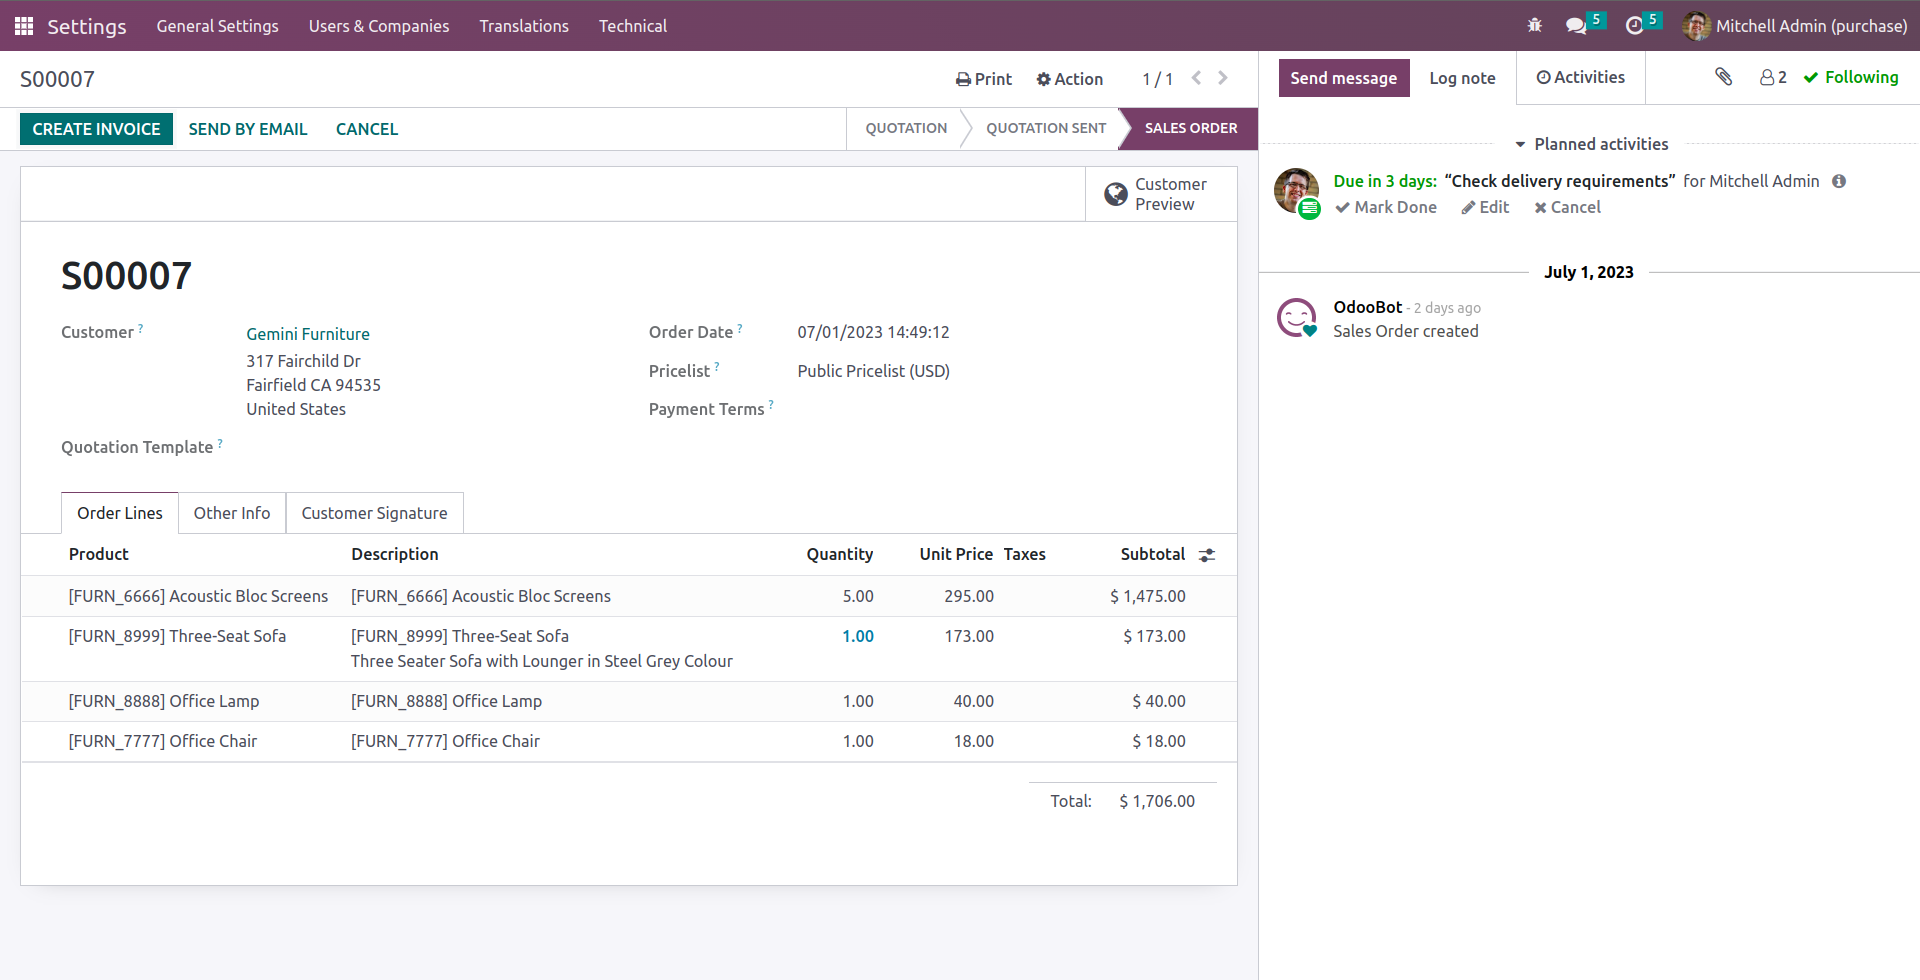 Settings General Settings Users & Companies Translations Technical 5 5 Mitchell Admin (purchase)
S00007 Print Action 1 / 1
CREATE INVOICE SEND BY EMAIL CANCEL QUOTATION QUOTATION SENT SALES ORDER
Customer
Preview
S00007
Customer ? Gemini Furniture
317 Fairchild Dr
Fairfield CA 94535
United States
Order Date ? 07/01/2023 14:49:12
Pricelist ? Public Pricelist (USD)
Payment Terms ?
Quotation Template ?
Order Lines Other Info Customer Signature
Product Description Quantity Unit Price Taxes Subtotal
[FURN_6666] Acoustic Bloc Screens [FURN_6666] Acoustic Bloc Screens 5.00 295.00 $ 1,475.00
[FURN_8999] Three-Seat Sofa [FURN_8999] Three-Seat Sofa 1.00 173.00 $ 173.00
Three Seater Sofa with Lounger in Steel Grey Colour
[FURN_8888] Office Lamp [FURN_8888] Office Lamp 1.00 40.00 $ 40.00
[FURN_7777] Office Chair [FURN_7777] Office Chair 1.00 18.00 $ 18.00
Total: $ 1,706.00
Send message Log note Activities 2 Following
Planned activities
Due in 3 days: “Check delivery requirements” for Mitchell Admin
Mark Done Edit Cancel
July 1, 2023
OdooBot - 2 days ago
Sales Order created